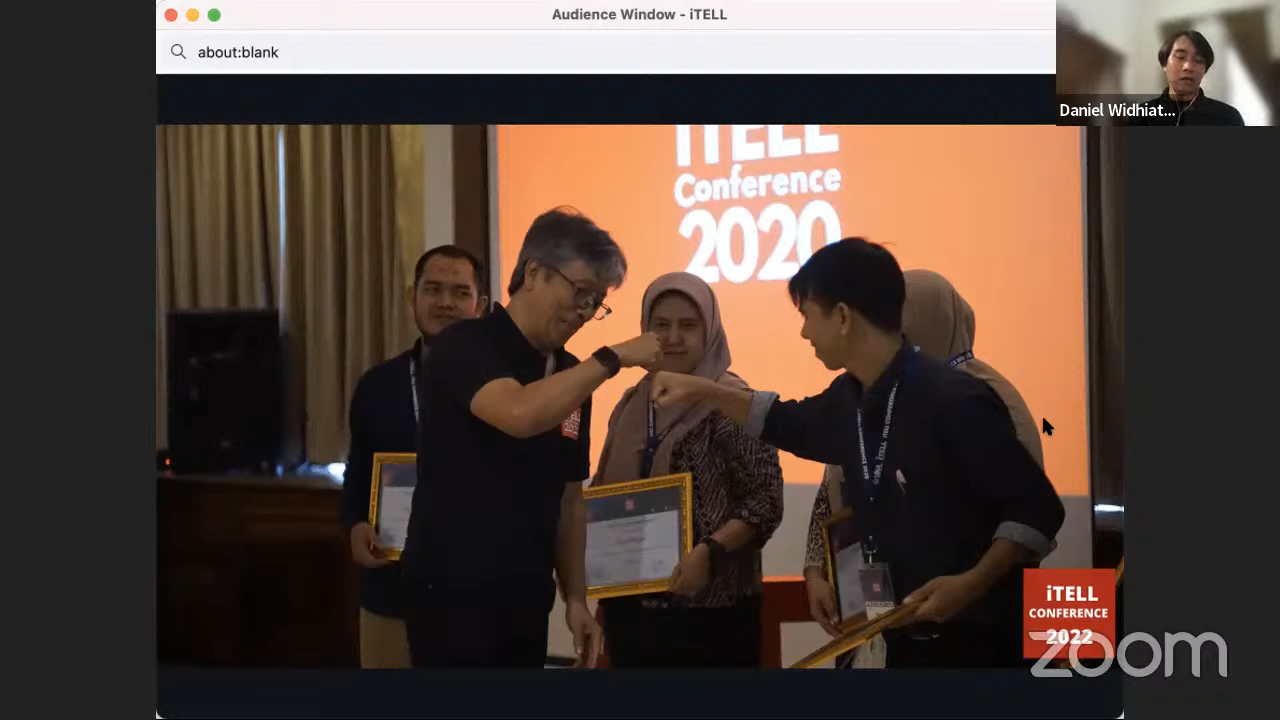 Audience Window - iTELL
about:blank
Daniel Widhiat...
iTELL
Conference
2020
iTELL
CONFERENCE
2022
zoom